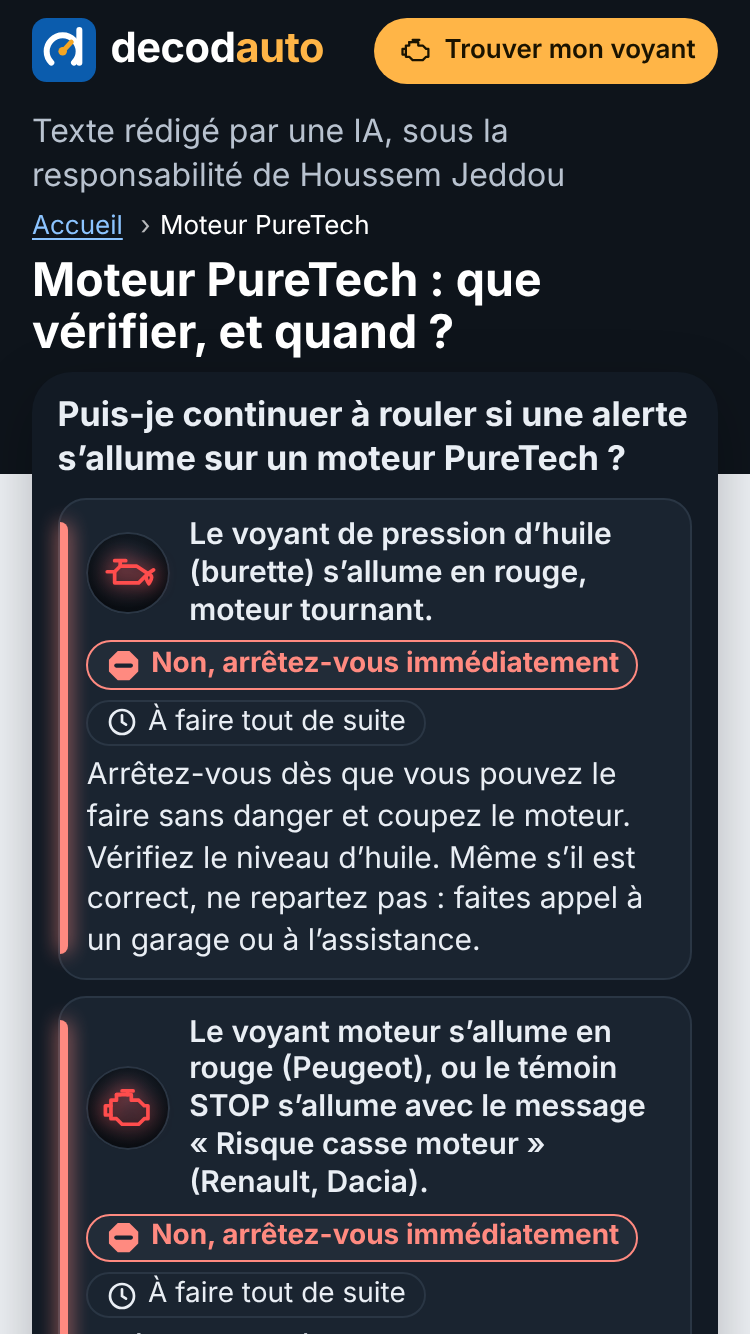 decodauto
Trouver mon voyant
Texte rédigé par une IA, sous la
responsabilité de Houssem Jeddou
Accueil › Moteur PureTech
Moteur PureTech : que
vérifier, et quand ?
Puis-je continuer à rouler si une alerte
s’allume sur un moteur PureTech ?
Le voyant de pression d’huile
(burette) s’allume en rouge,
moteur tournant.
Non, arrêtez-vous immédiatement
À faire tout de suite
Arrêtez-vous dès que vous pouvez le
faire sans danger et coupez le moteur.
Vérifiez le niveau d’huile. Même s’il est
correct, ne repartez pas : faites appel à
un garage ou à l’assistance.
Le voyant moteur s’allume en
rouge (Peugeot), ou le témoin
STOP s’allume avec le message
« Risque casse moteur »
(Renault, Dacia).
Non, arrêtez-vous immédiatement
À faire tout de suite